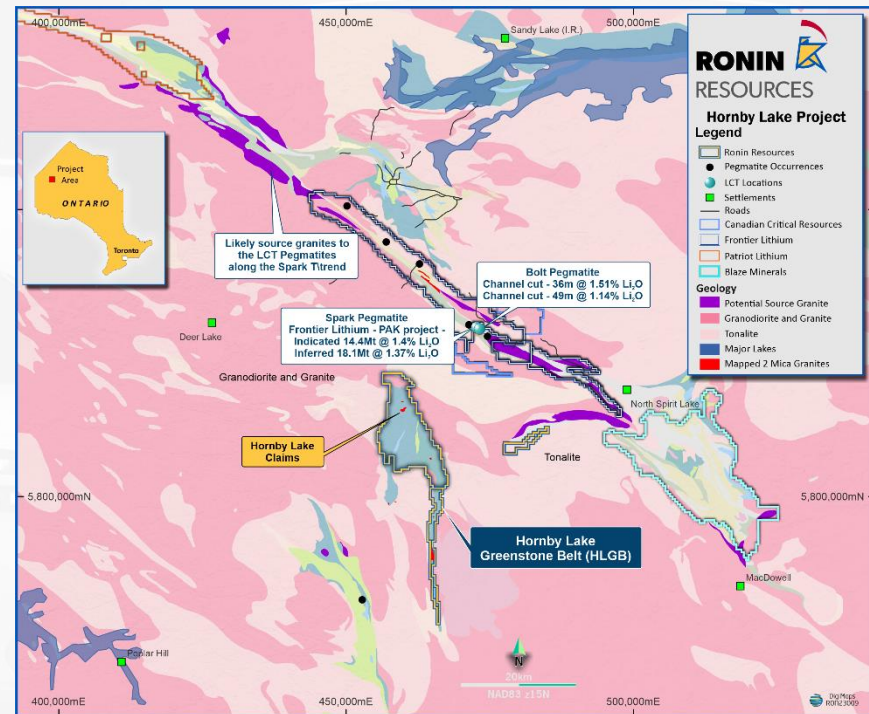 400,000mE
450,000mE
500,000mE
Sandy Lake (I.R.)
RONIN
RESOURCES
Hornby Lake Project
Legend
Ronin Resources
Pegmatite Occurrences
LCT Locations
Settlements
Roads
Canadian Critical Resources
Frontier Lithium
Patriot Lithium
Blaze Minerals
Geology
Potential Source Granite
Granodiorite and Granite
Tonalite
Major Lakes
Mapped 2 Mica Granites
Project
Area
ONTARIO
Toronto
Likely source granites to
the LCT Pegmatites
along the Spark Ttrend
Bolt Pegmatite
Channel cut - 36m @ 1.51% Li₂O
Channel cut - 49m @ 1.14% Li₂O
Spark Pegmatite
Frontier Lithium - PAK project -
Indicated 14.4Mt @ 1.4% Li₂O
Inferred 18.1Mt @ 1.37% Li₂O
Deer Lake
Granodiorite and Granite
North Spirit Lake
Hornby Lake
Claims
Tonalite
5,800,000mN
5,800,000mN
Hornby Lake
Greenstone Belt (HLGB)
MacDowell
Poplar Hill
N
20km
NAD83 z15N
400,000mE
450,000mE
500,000mE
DigMaps
RON23009